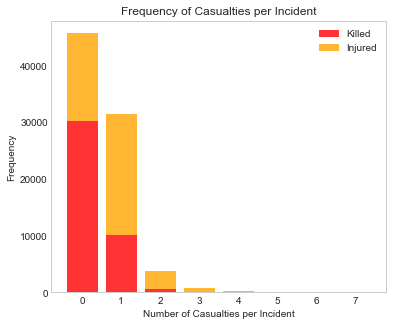 Frequency of Casualties per Incident
Killed
Injured
40000
30000
20000
10000
0
Frequency
0 1 2 3 4 5 6 7
Number of Casualties per Incident